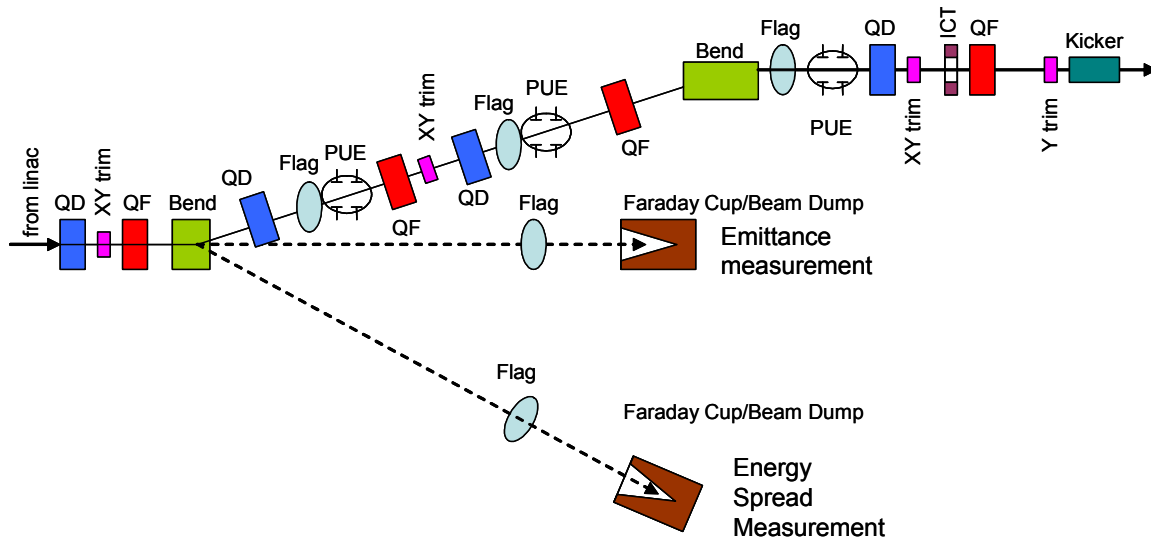 from linac
QD
XY trim
QF
Bend
QD
Flag
PUE
QF
XY trim
QD
Flag
PUE
QF
Bend
Flag
PUE
QD
XY trim
ICT
QF
Y trim
Kicker
Flag
Faraday Cup/Beam Dump
Emittance
measurement
Flag
Faraday Cup/Beam Dump
Energy
Spread
Measurement